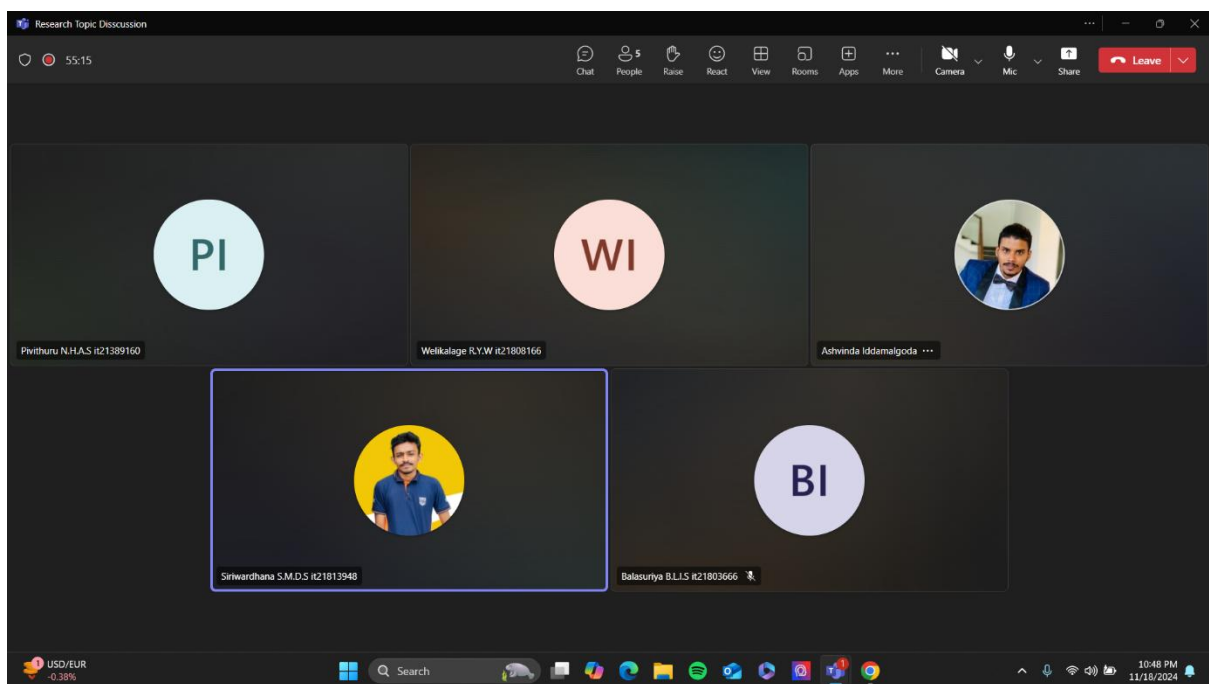 Research Topic Disscussion
55:15
Chat
5
People
Raise
React
View
Rooms
Apps
More
Camera
Mic
Share
Leave
PI
Pivithuru N.H.A.S it21389160
WI
Welikalage R.Y.W it21808166
Ashvinda Iddamalgoda
Siriwardhana S.M.D.S it21813948
BI
Balasuriya B.L.I.S it21803666
1
USD/EUR
-0.38%
Search
1
10:48 PM
11/18/2024